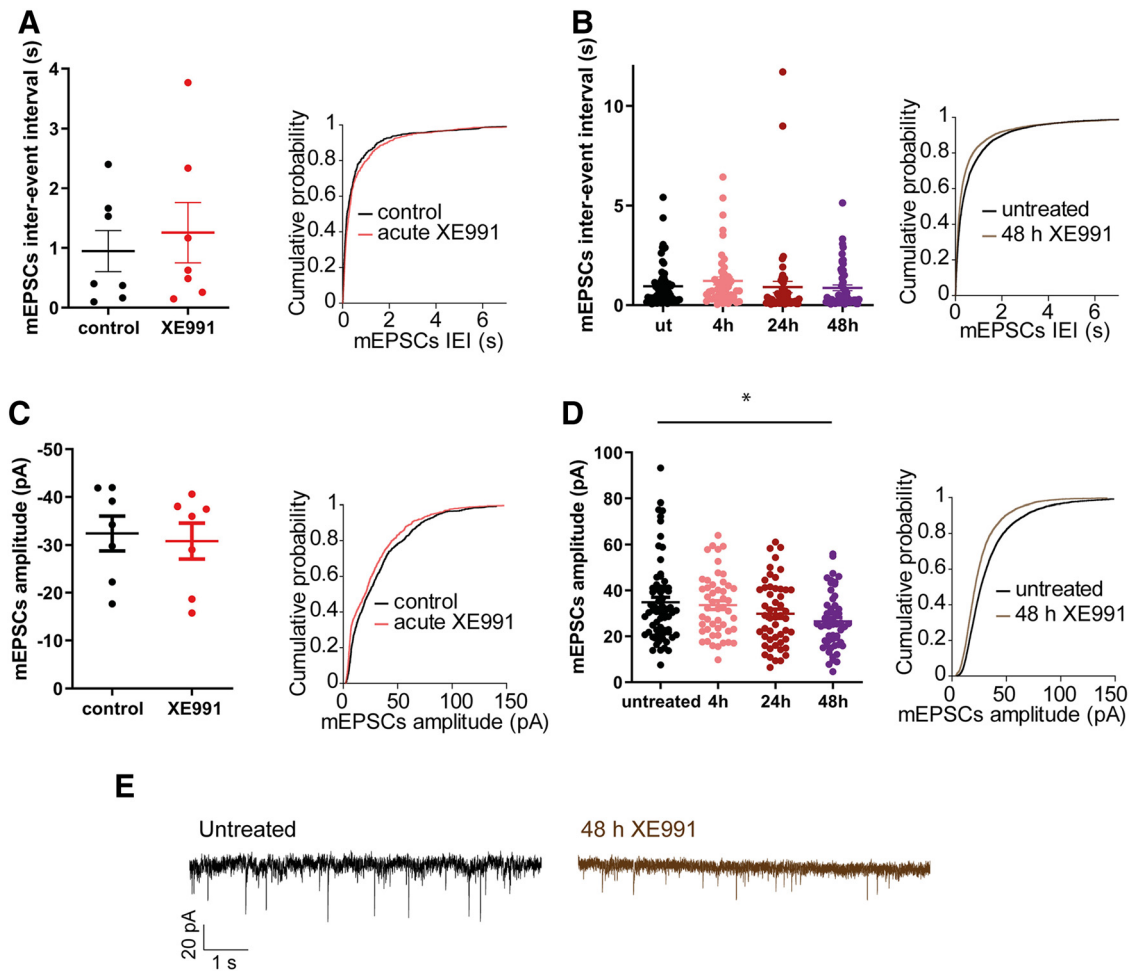 A
mEPSCs inter-event interval (s)
4
3
2
1
0
control
XE991
Cumulative probability
1
0.8
0.6
0.4
0.2
0
control
acute XE991
0
2
4
6
mEPSCs IEI (s)
B
mEPSCs inter-event interval (s)
10
5
0
ut
4h
24h
48h
Cumulative probability
1
0.8
0.6
0.4
0.2
0
untreated
48 h XE991
0
2
4
6
mEPSCs IEI (s)
C
mEPSCs amplitude (pA)
-50
-40
-30
-20
-10
0
control
XE991
Cumulative probability
1
0.8
0.6
0.4
0.2
0
control
acute XE991
0
50
100
150
mEPSCs amplitude (pA)
D
*
mEPSCs amplitude (pA)
100
80
60
40
20
0
untreated
4h
24h
48h
Cumulative probability
1
0.8
0.6
0.4
0.2
0
untreated
48 h XE991
0
50
100
150
mEPSCs amplitude (pA)
E
Untreated
48 h XE991
20 pA
1 s